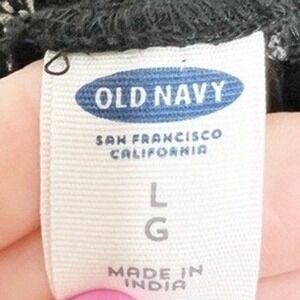 OLD NAVY
SAN FRANCISCO
CALIFORNIA
L
G
MADE IN
INDIA